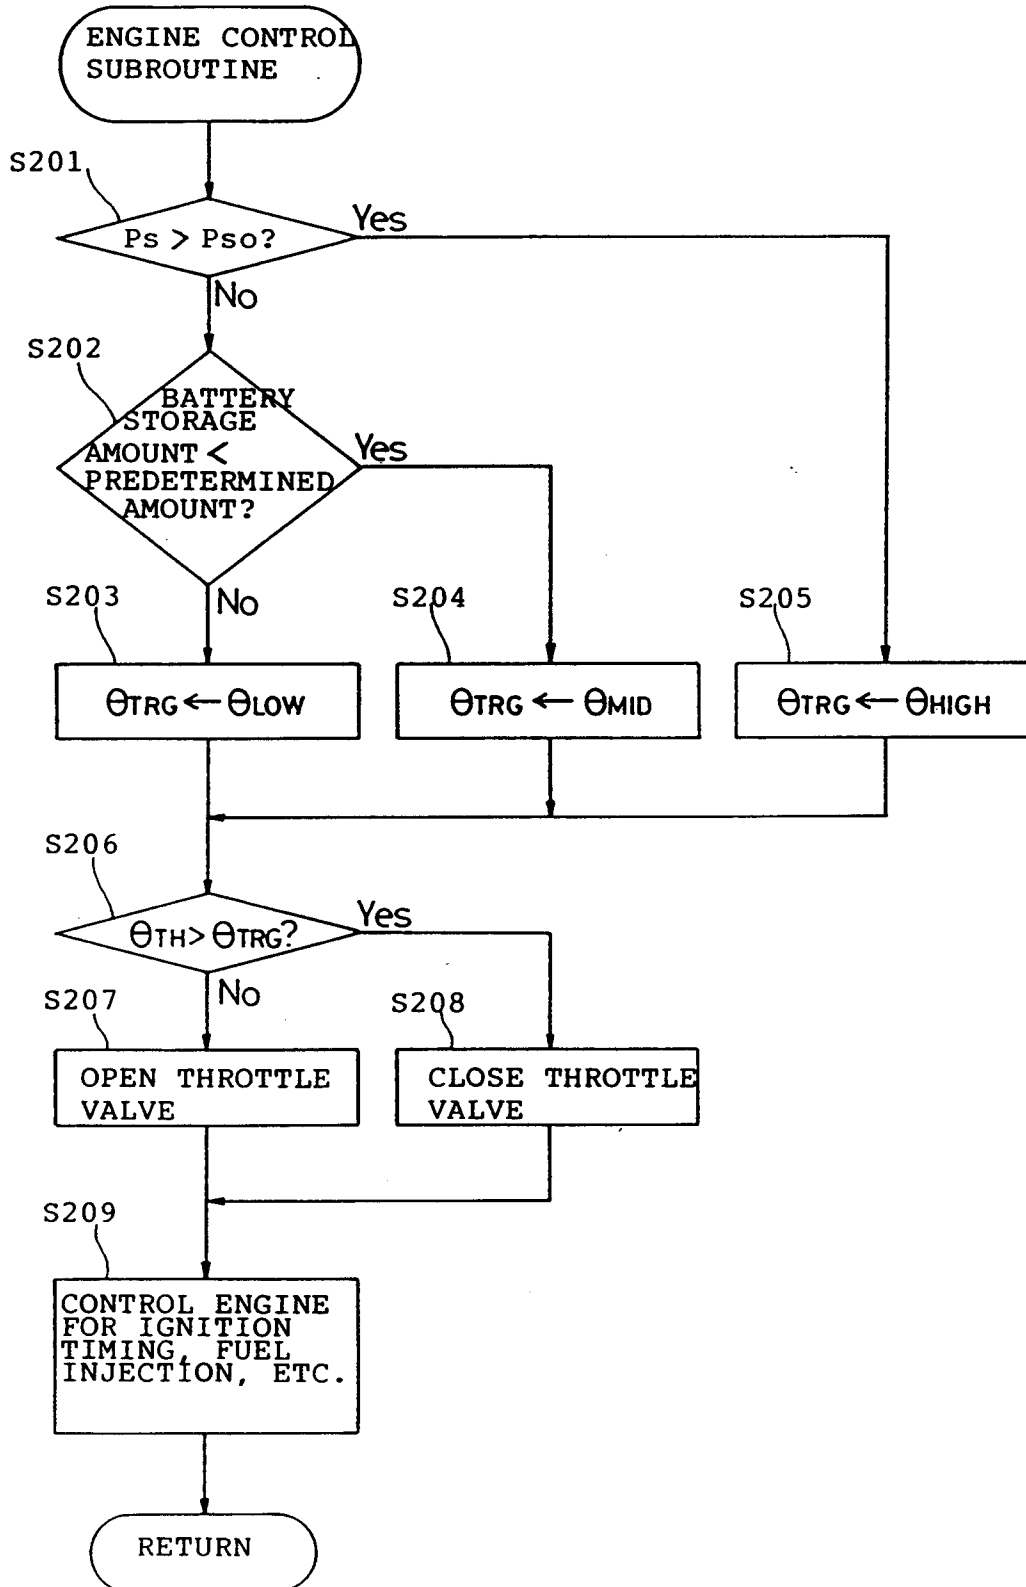 ENGINE CONTROL
SUBROUTINE
S201
Ps > Pso?
Yes
No
S202
BATTERY
STORAGE
AMOUNT <
PREDETERMINED
AMOUNT?
Yes
No
S203
S204
S205
θTRG ← θLOW
θTRG ← θMID
θTRG ← θHIGH
S206
θTH > θTRG?
Yes
No
S207
S208
OPEN THROTTLE
VALVE
CLOSE THROTTLE
VALVE
S209
CONTROL ENGINE
FOR IGNITION
TIMING, FUEL
INJECTION, ETC.
RETURN